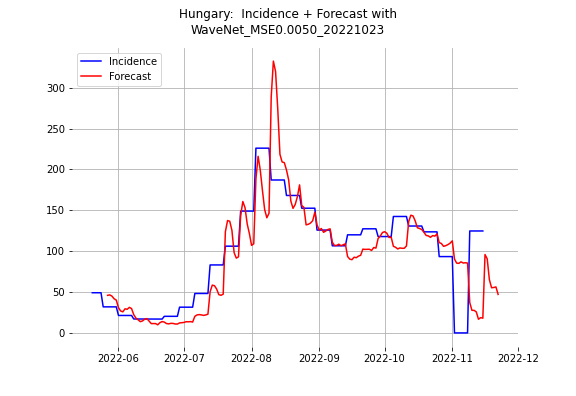 Hungary: Incidence + Forecast with
WaveNet_MSE0.0050_20221023
Incidence
Forecast
300
250
200
150
100
50
0
2022-06 2022-07 2022-08 2022-09 2022-10 2022-11 2022-12